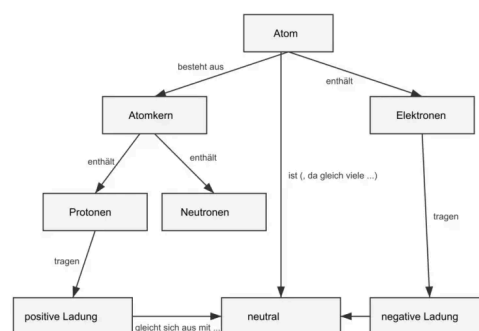 Atom
besteht aus
enthält
Atomkern
Elektronen
enthält
enthält
ist (, da gleich viele ...)
Protonen
Neutronen
tragen
tragen
positive Ladung
neutral
negative Ladung
gleicht sich aus mit ...